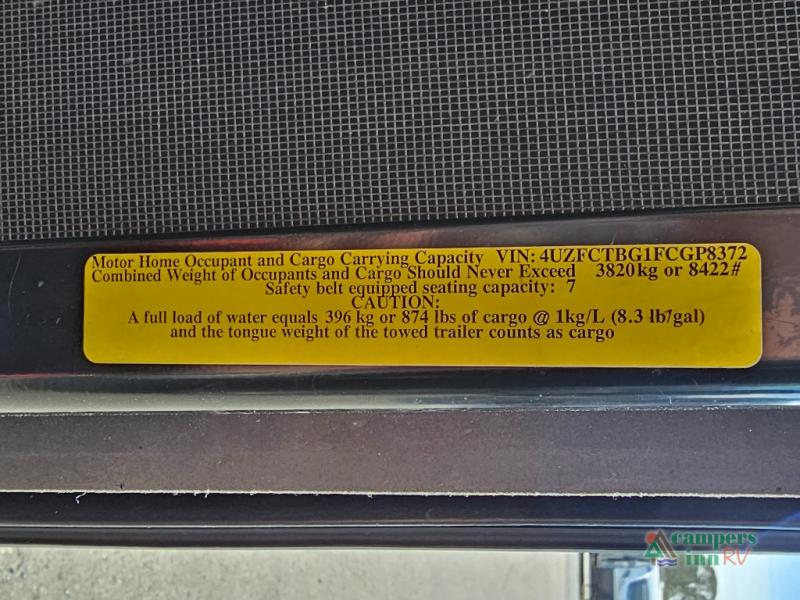 Motor Home Occupant and Cargo Carrying Capacity VIN: 4UZFCTBG1FCGP8372
Combined Weight of Occupants and Cargo Should Never Exceed 3820kg or 8422#
Safety belt equipped seating capacity: 7
CAUTION:
A full load of water equals 396 kg or 874 lbs of cargo @ 1kg/L (8.3 lb/gal)
and the tongue weight of the towed trailer counts as cargo
campers
inn RV